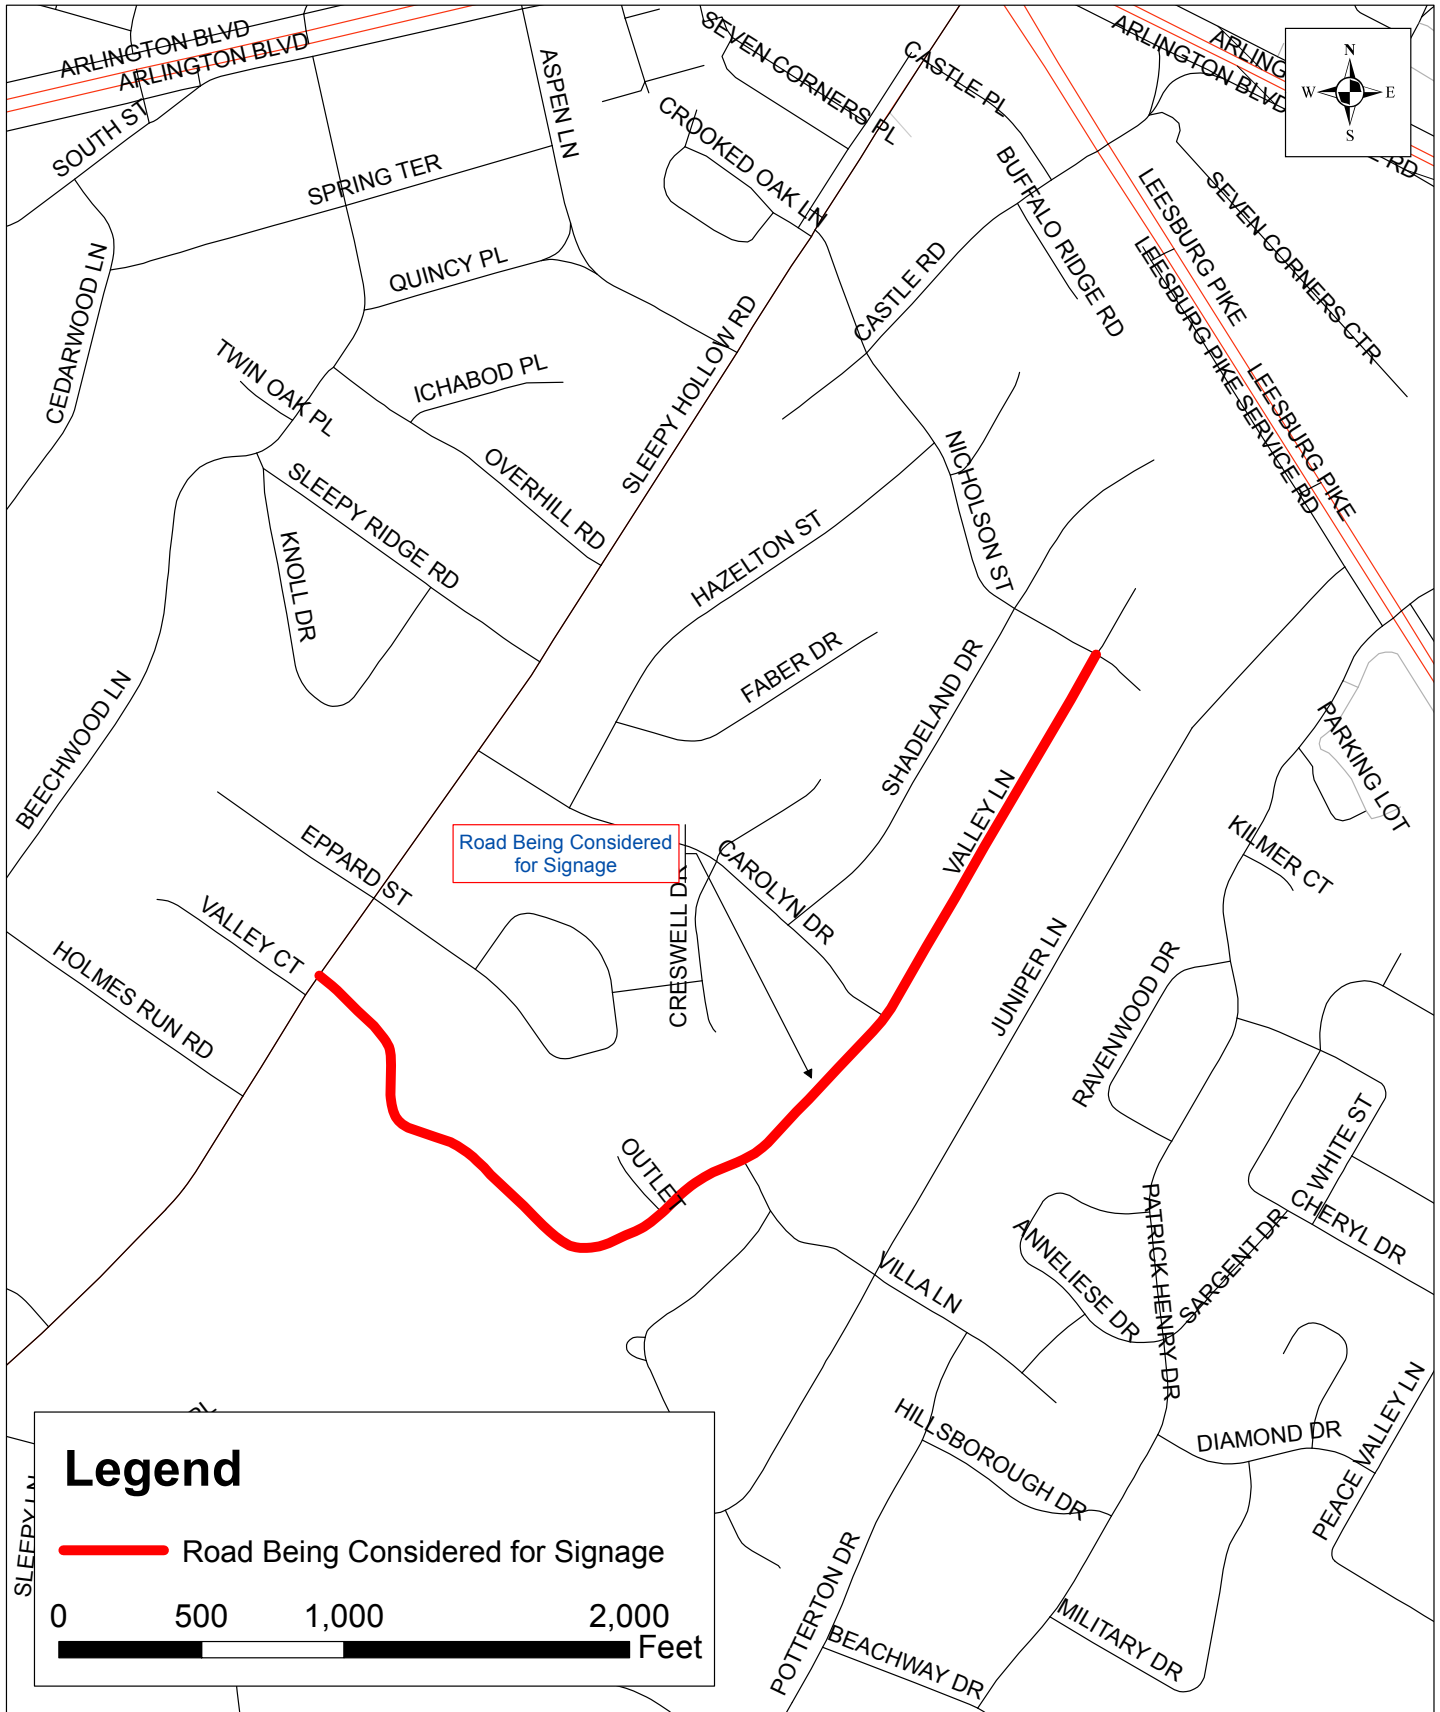 ARLINGTON BLVD
ARLINGTON BLVD
SOUTH ST
ASPEN LN
SEVEN CORNERS PL
CASTLE PL
ARLINGTON BLVD
ARLING
N
W
E
S
E RD
SPRING TER
CROOKED OAK LN
BUFFALO RIDGE RD
LEESBURG PIKE
SEVEN CORNERS CTR
CEDARWOOD LN
QUINCY PL
CASTLE RD
LEESBURG PIKE SERVICE RD
LEESBURG PIKE
TWIN OAK PL
ICHABOD PL
SLEEPY HOLLOW RD
OVERHILL RD
NICHOLSON ST
SLEEPY RIDGE RD
KNOLL DR
HAZELTON ST
FABER DR
SHADELAND DR
BEECHWOOD LN
VALLEY LN
PARKING LOT
EPPARD ST
Road Being Considered
for Signage
CAROLYN DR
KILMER CT
VALLEY CT
CRESWELL DR
JUNIPER LN
RAVENWOOD DR
HOLMES RUN RD
WHITE ST
OUTLET
CHERYL DR
PATRICK HENRY DR
SARGENT DR
ANNELIESE DR
VILLA LN
PL
HILLSBOROUGH DR
DIAMOND DR
PEACE VALLEY LN
SLEEPY LN
POTTERTON DR
MILITARY DR
BEACHWAY DR
Legend
Road Being Considered for Signage
0 500 1,000 2,000
Feet